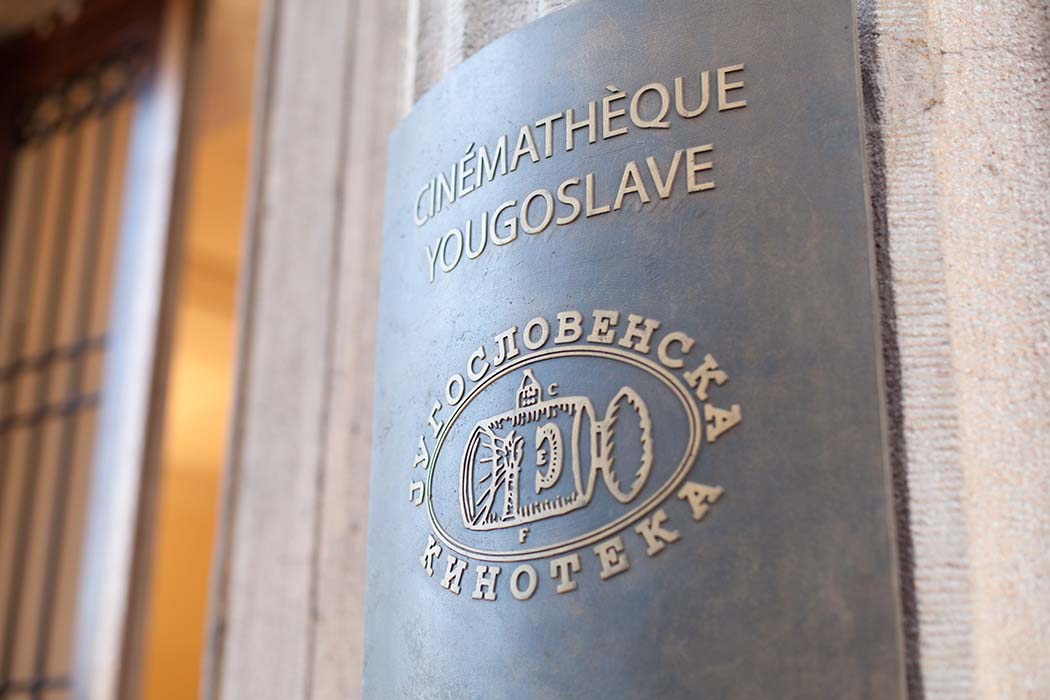 CINÉMATHÈQUE
YOUGOSLAVE
ЈУГОСЛОВЕНСКА
C
E
F
КИНОТЕКА